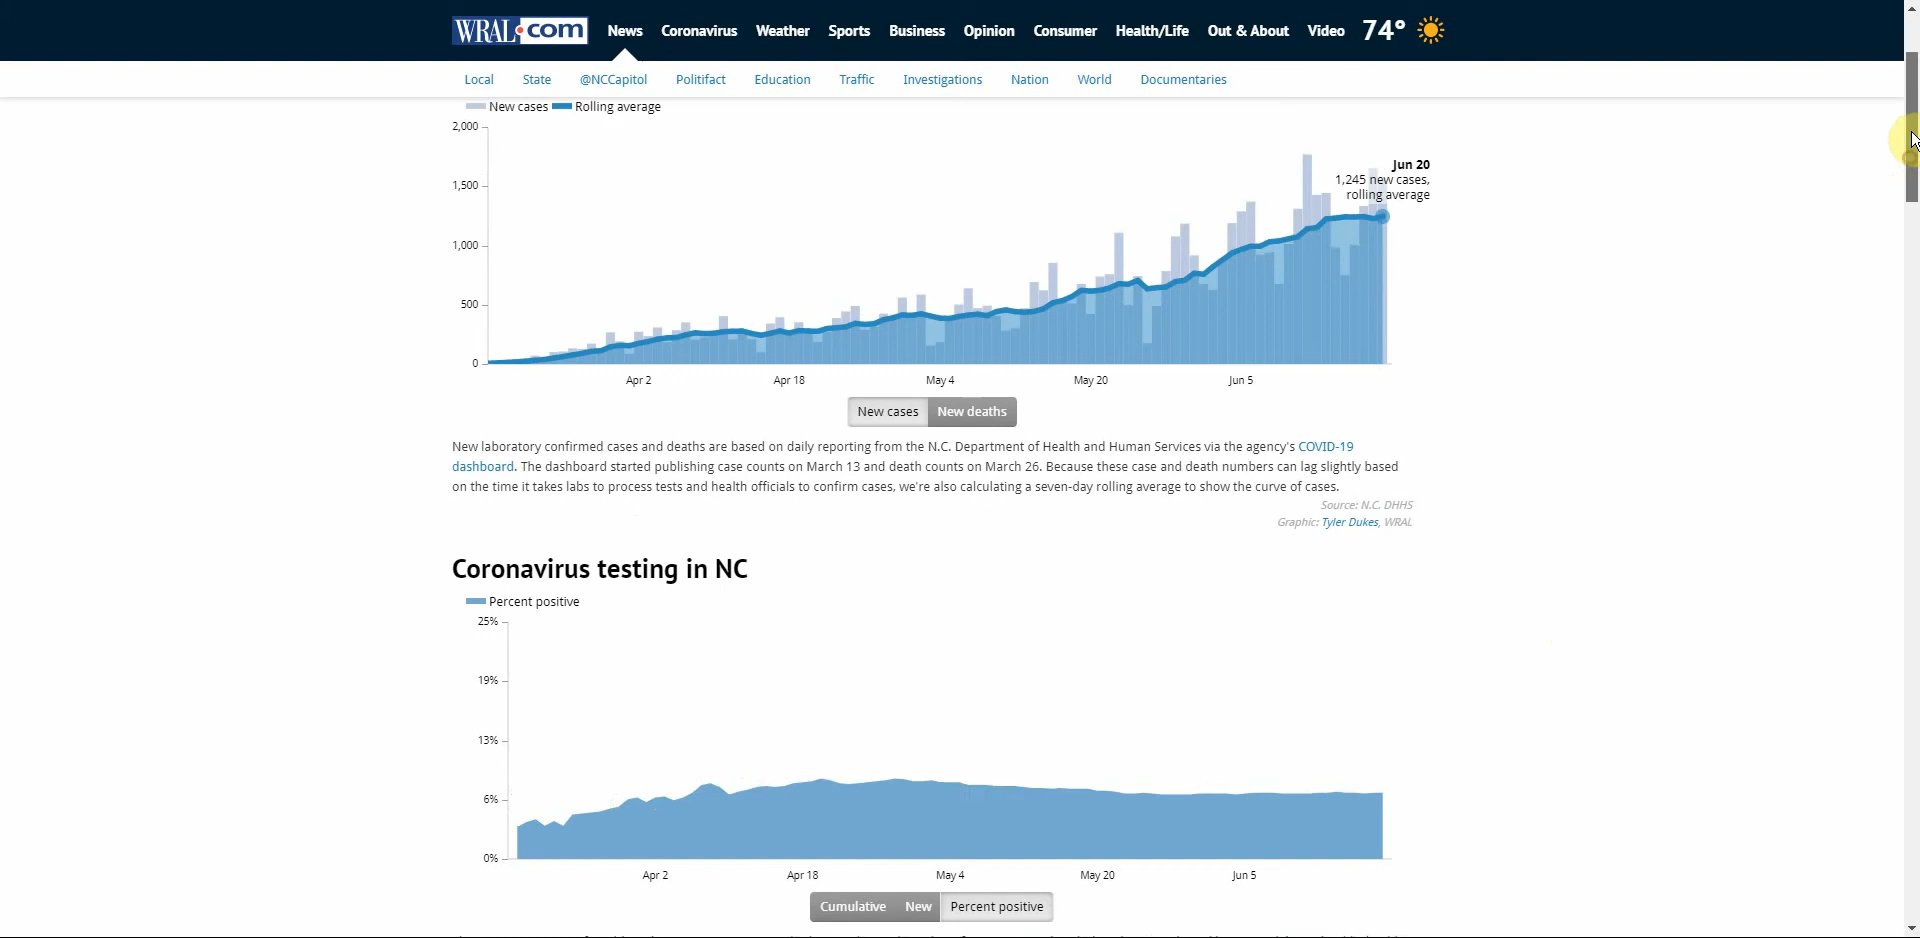 WRAL.com News Coronavirus Weather Sports Business Opinion Consumer Health/Life Out & About Video 74°
Local State @NCCapitol Politifact Education Traffic Investigations Nation World Documentaries
New cases Rolling average
2,000
Jun 20
1,245 new cases,
rolling average
1,500
1,000
500
0
Apr 2 Apr 18 May 4 May 20 Jun 5
New cases New deaths
New laboratory confirmed cases and deaths are based on daily reporting from the N.C. Department of Health and Human Services via the agency's COVID-19
dashboard. The dashboard started publishing case counts on March 13 and death counts on March 26. Because these case and death numbers can lag slightly based
on the time it takes labs to process tests and health officials to confirm cases, we're also calculating a seven-day rolling average to show the curve of cases.
Source: N.C. DHHS
Graphic: Tyler Dukes, WRAL
Coronavirus testing in NC
Percent positive
25%
19%
13%
6%
0%
Apr 2 Apr 18 May 4 May 20 Jun 5
Cumulative New Percent positive